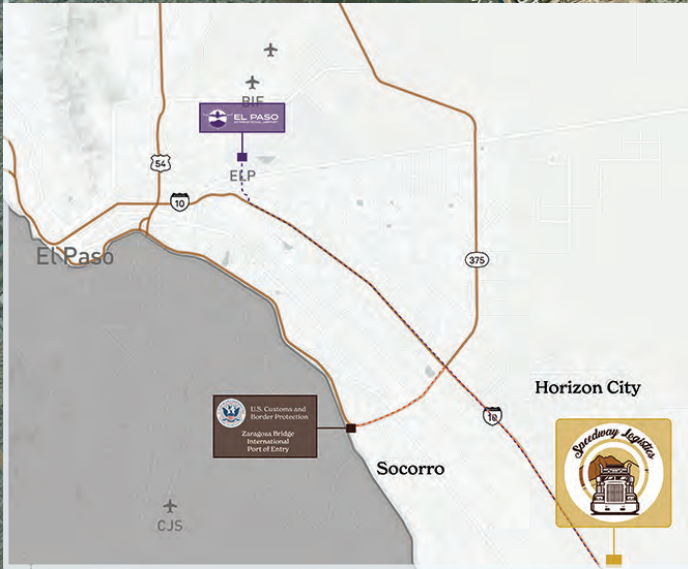 BIF
EL PASO
INTERNATIONAL AIRPORT
ELP
54
10
El Paso
375
Horizon City
U.S. Customs and
Border Protection
Zaragosa Bridge
International
Port of Entry
10
Speedway Logistics
Socorro
CJS